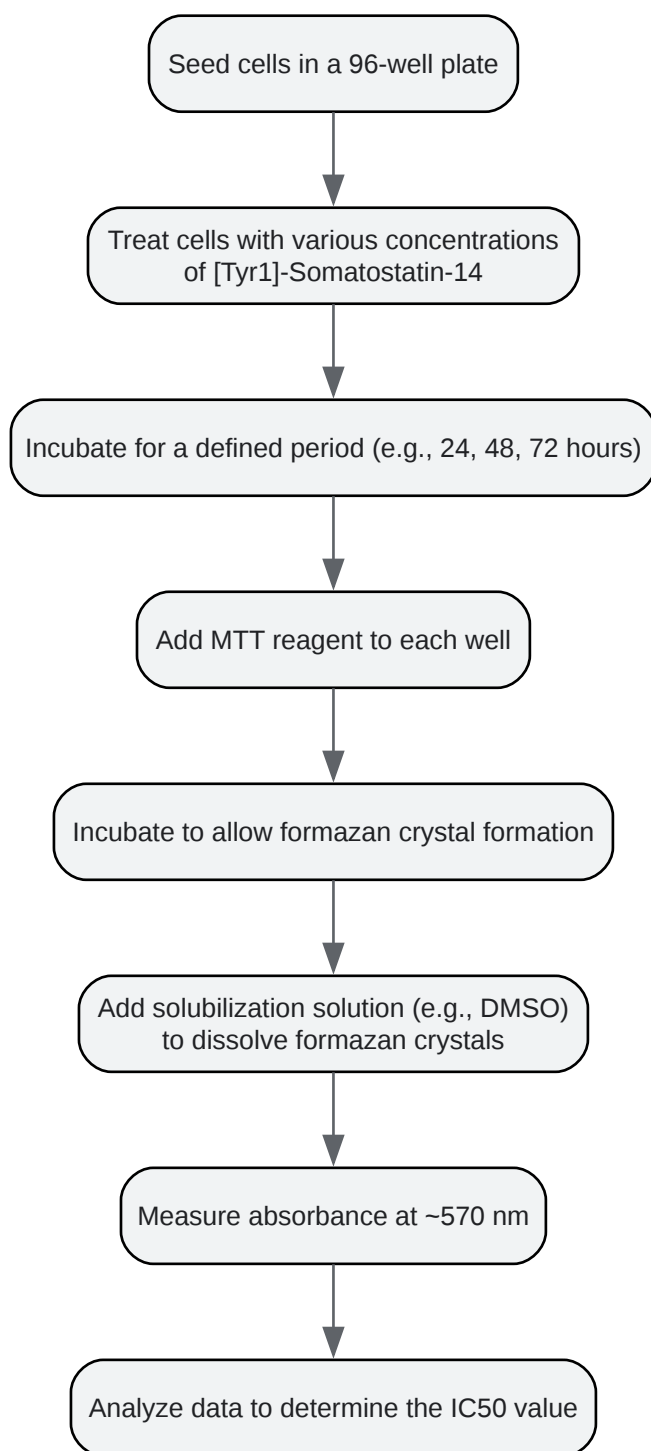 Seed cells in a 96-well plate
Treat cells with various concentrations
of [Tyr1]-Somatostatin-14
Incubate for a defined period (e.g., 24, 48, 72 hours)
Add MTT reagent to each well
Incubate to allow formazan crystal formation
Add solubilization solution (e.g., DMSO)
to dissolve formazan crystals
Measure absorbance at ~570 nm
Analyze data to determine the IC50 value